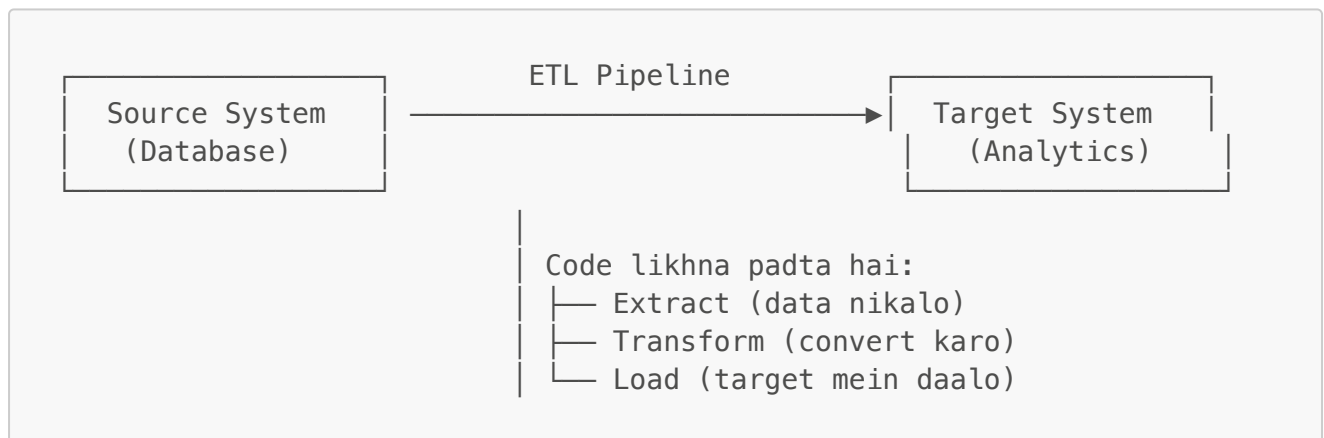 ETL Pipeline
Source System Target System
(Database) (Analytics)
Code likhna padta hai:
├── Extract (data nikalo)
├── Transform (convert karo)
└── Load (target mein daalo)